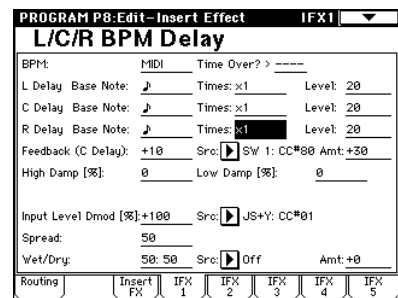 PROGRAM P8:Edit-Insert Effect IFX1
L/C/R BPM Delay
BPM: MIDI Time Over? > ----
L Delay Base Note: ♪ Times: x1 Level: 20
C Delay Base Note: ♪ Times: x1 Level: 20
R Delay Base Note: ♪ Times: x1 Level: 20
Feedback (C Delay): +10 Src: SW 1: CC#80 Amt: +30
High Damp [%]: 0 Low Damp [%]: 0
Input Level Dmod [%]: +100 Src: JS+Y: CC#01
Spread: 50
Wet/Dry: 50: 50 Src: Off Amt: +0
Routing Insert FX IFX 1 IFX 2 IFX 3 IFX 4 IFX 5